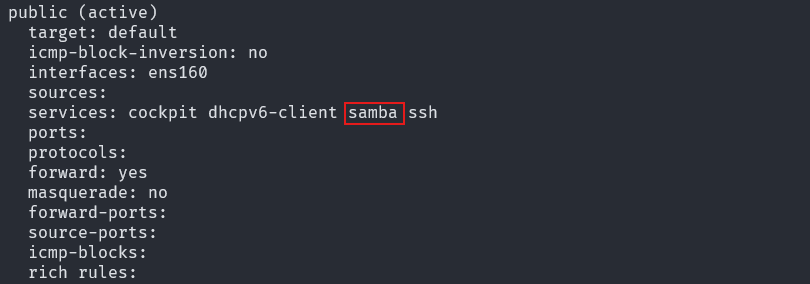 public (active)
  target: default
  icmp-block-inversion: no
  interfaces: ens160
  sources:
  services: cockpit dhcpv6-client samba ssh
  ports:
  protocols:
  forward: yes
  masquerade: no
  forward-ports:
  source-ports:
  icmp-blocks:
  rich rules: